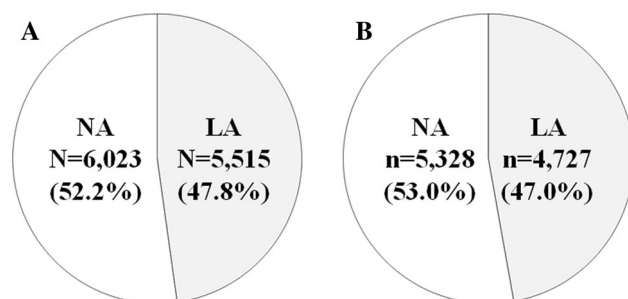 A
NA
N=6,023
(52.2%)
LA
N=5,515
(47.8%)
B
NA
n=5,328
(53.0%)
LA
n=4,727
(47.0%)